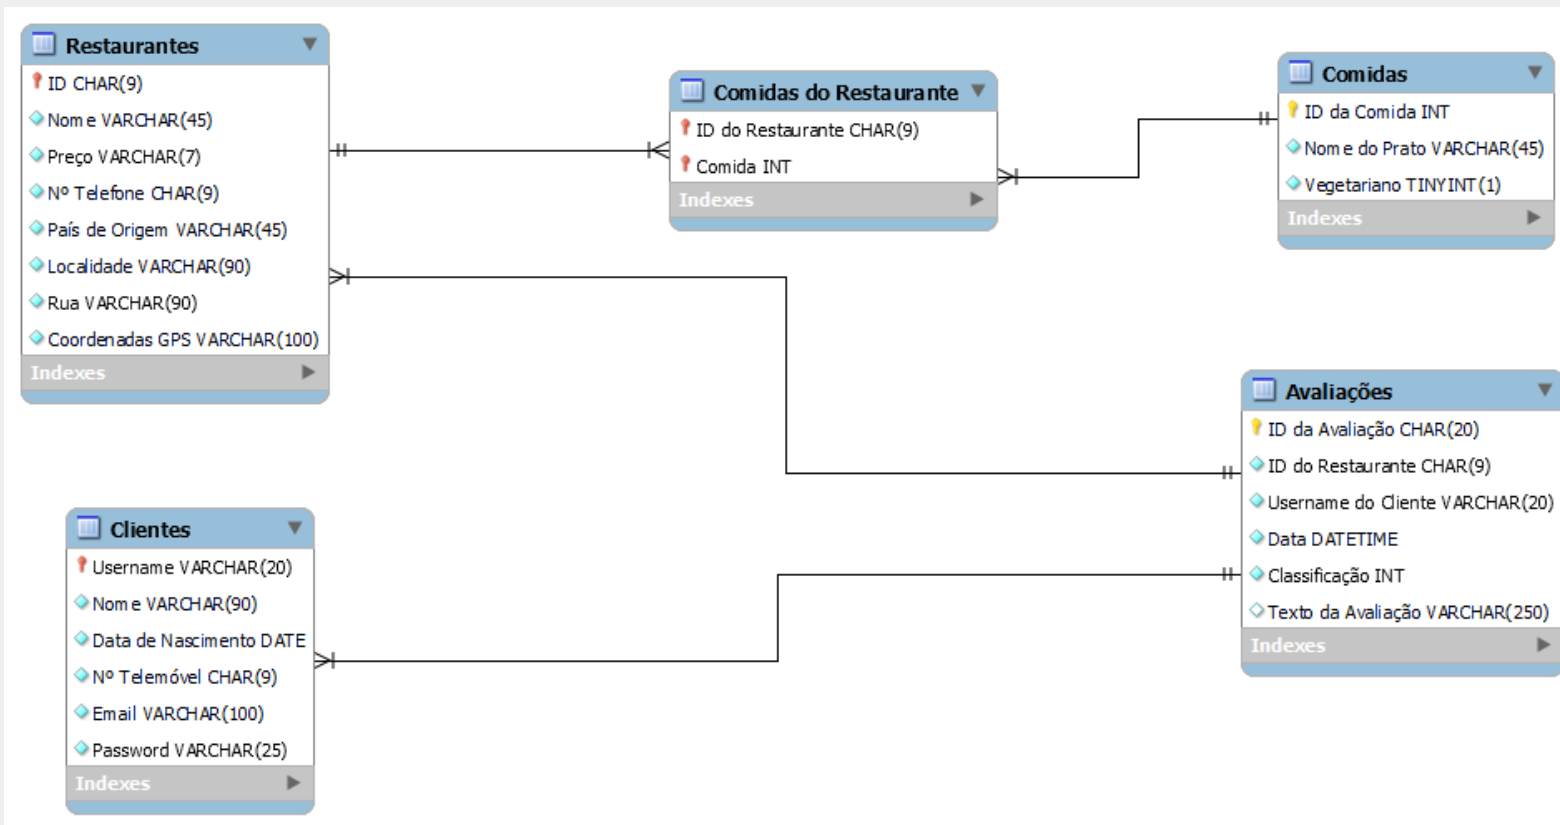 Restaurantes
ID CHAR(9)
Nome VARCHAR(45)
Preço VARCHAR(7)
Nº Telefone CHAR(9)
País de Origem VARCHAR(45)
Localidade VARCHAR(90)
Rua VARCHAR(90)
Coordenadas GPS VARCHAR(100)
Indexes
Comidas do Restaurante
ID do Restaurante CHAR(9)
Comida INT
Indexes
Comidas
ID da Comida INT
Nome do Prato VARCHAR(45)
Vegetariano TINYINT(1)
Indexes
Clientes
Username VARCHAR(20)
Nome VARCHAR(90)
Data de Nascimento DATE
Nº Telemóvel CHAR(9)
Email VARCHAR(100)
Password VARCHAR(25)
Indexes
Avaliações
ID da Avaliação CHAR(20)
ID do Restaurante CHAR(9)
Username do Cliente VARCHAR(20)
Data DATETIME
Classificação INT
Texto da Avaliação VARCHAR(250)
Indexes